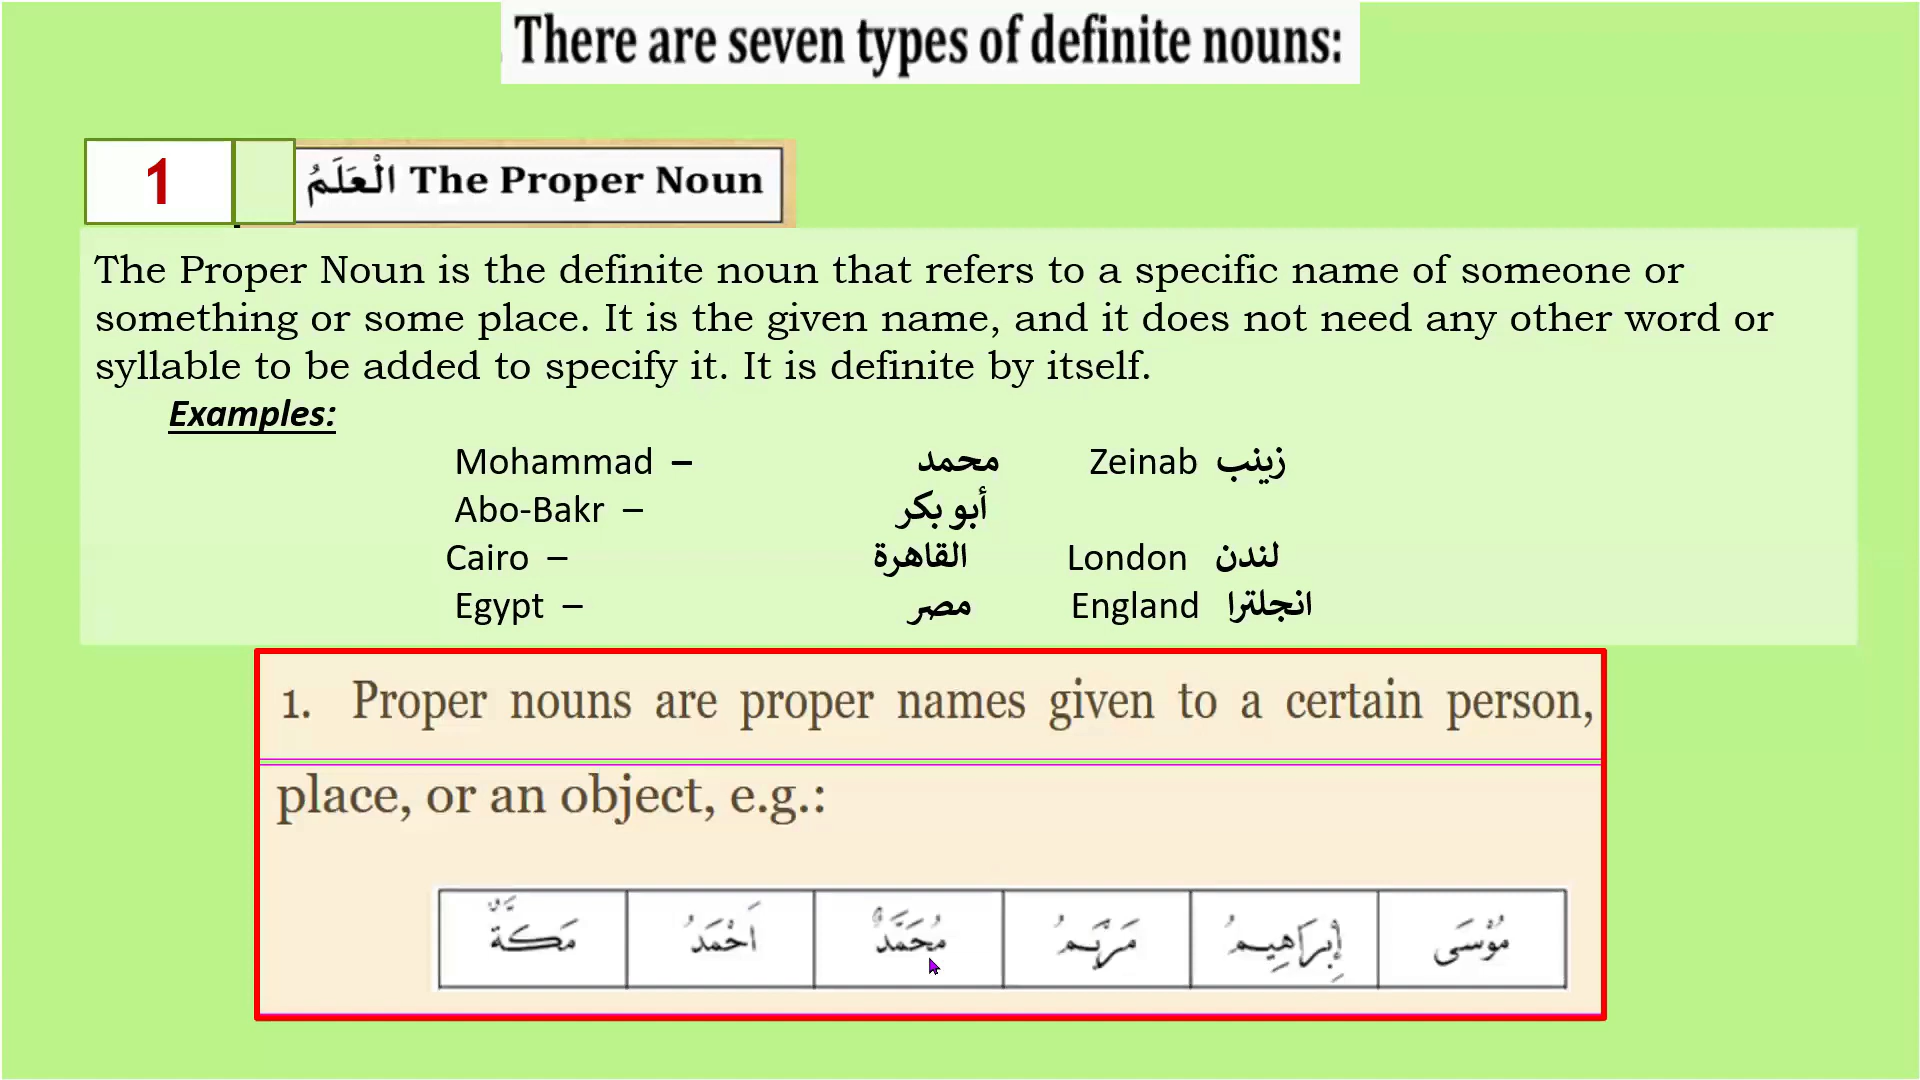 There are seven types of definite nouns:
1
الْعَلَمُ The Proper Noun
The Proper Noun is the definite noun that refers to a specific name of someone or
something or some place. It is the given name, and it does not need any other word or
syllable to be added to specify it. It is definite by itself.
Examples:
Mohammad – محمد Zeinab زينب
Abo-Bakr – أبو بكر
Cairo – القاهرة London لندن
Egypt – مصر England انجلترا
1. Proper nouns are proper names given to a certain person,
place, or an object, e.g.:
مُوْسَى إِبْرَاهِيمُ مَرْيَمُ مُحَمَّدٌ اَحْمَدُ مَكَّةٌ